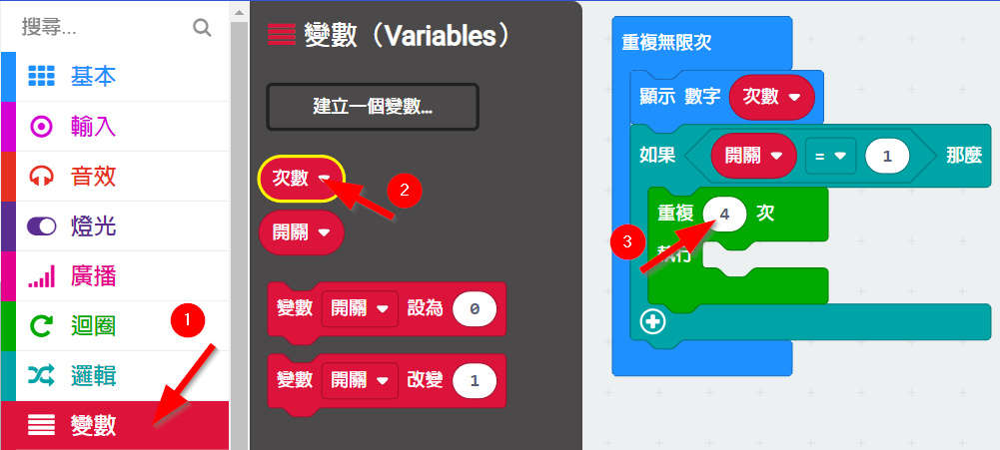 搜尋...
基本
輸入
音效
燈光
廣播
迴圈
邏輯
變數
1
變數（Variables）
建立一個變數...
次數
2
開關
變數 開關 設為 0
變數 開關 改變 1
重複無限次
顯示 數字 次數
如果 開關 = 1 那麼
重複 4 次
3
執行